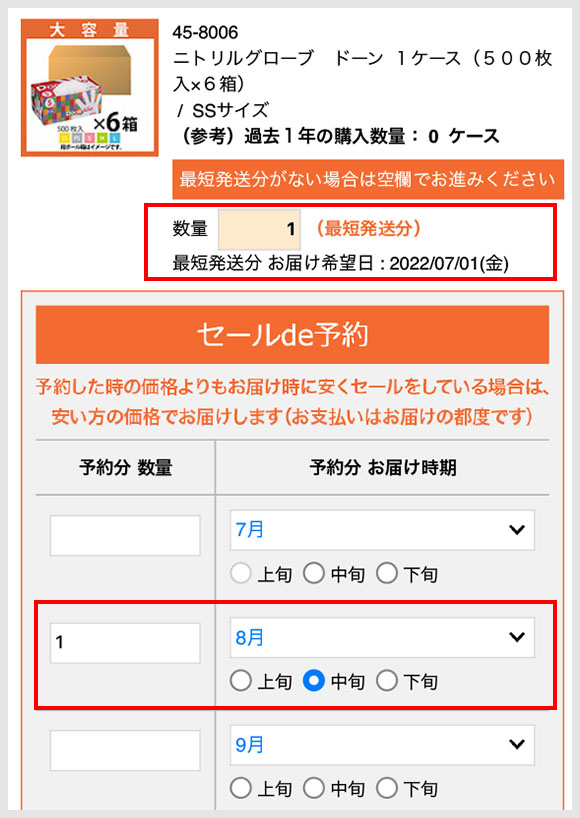 大容量
500枚入 ×6箱
SS S M L
段ボール箱はイメージです。
45-8006
ニトリルグローブ　ドーン １ケース（５００枚
入×６箱）
/ SSサイズ
（参考）過去１年の購入数量： 0 ケース
最短発送分がない場合は空欄でお進みください
数量 1 （最短発送分）
最短発送分 お届け希望日 : 2022/07/01(金)
セールde予約
予約した時の価格よりもお届け時に安くセールをしている場合は、
安い方の価格でお届けします（お支払いはお届けの都度です）
予約分 数量 予約分 お届け時期
7月
上旬 中旬 下旬
1 8月
上旬 中旬 下旬
9月
上旬 中旬 下旬